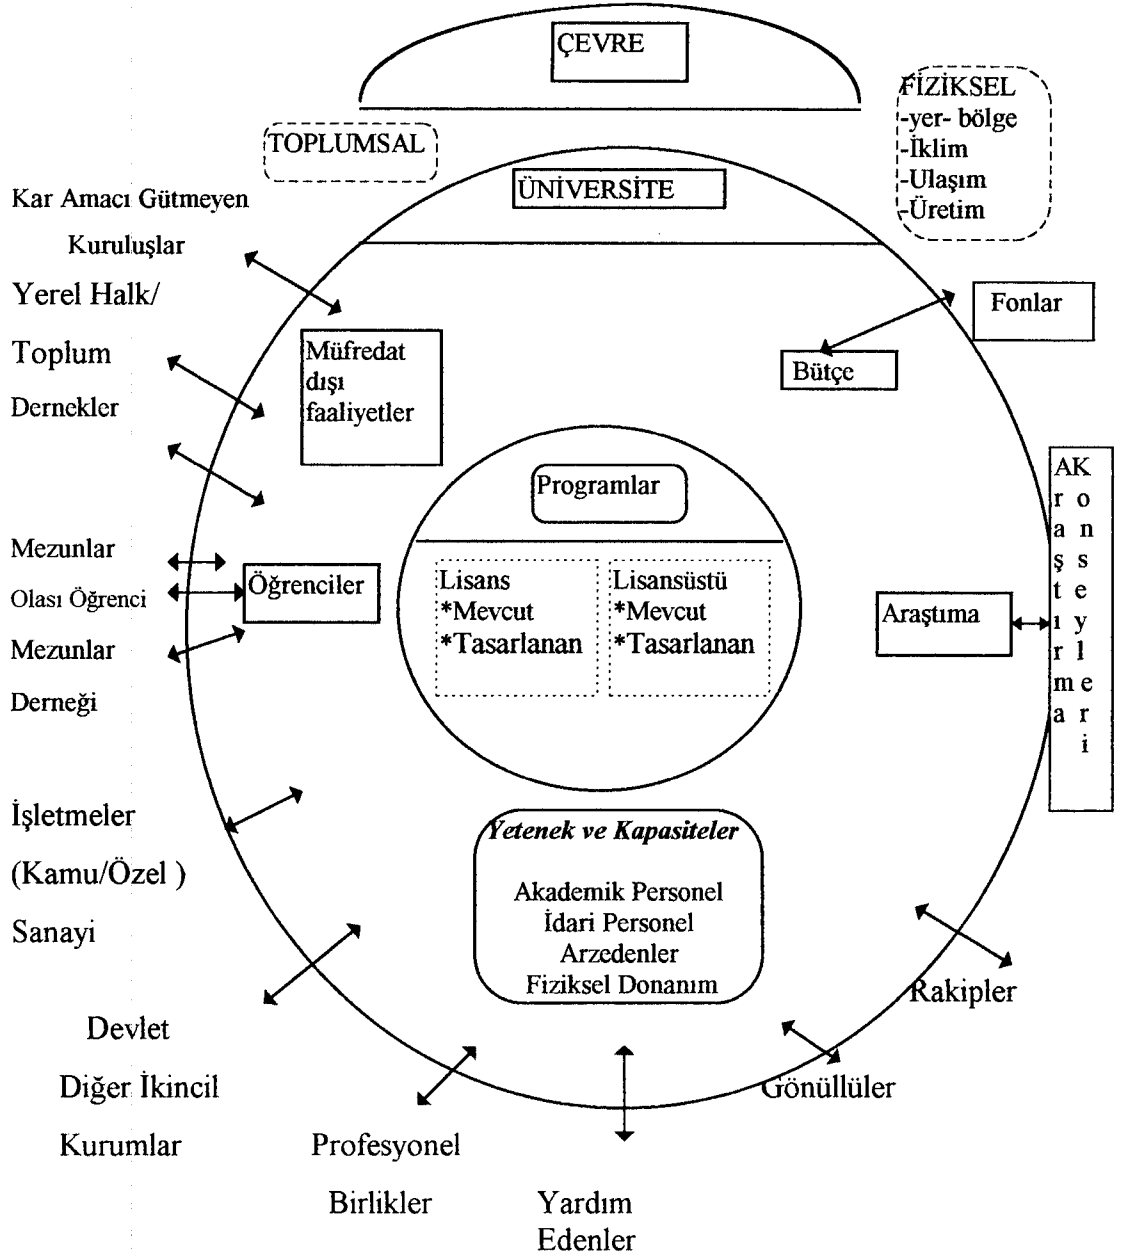 ÇEVRE
FİZİKSEL
-yer- bölge
-İklim
-Ulaşım
-Üretim
TOPLUMSAL
ÜNİVERSİTE
Kar Amacı Gütmeyen
Kuruluşlar
Yerel Halk/
Toplum
Dernekler
Mezunlar
Olası Öğrenci
Mezunlar
Derneği
İşletmeler
(Kamu/Özel )
Sanayi
Devlet
Diğer İkincil
Kurumlar
Profesyonel
Birlikler
Yardım
Edenler
Gönüllüler
Rakipler
Fonlar
Bütçe
Müfredat
dışı
faaliyetler
Öğrenciler
Programlar
Lisans
*Mevcut
*Tasarlanan
Lisansüstü
*Mevcut
*Tasarlanan
Araştıma
Araştırma
Konseyleri
Yetenek ve Kapasiteler
Akademik Personel
İdari Personel
Arzedenler
Fiziksel Donanım